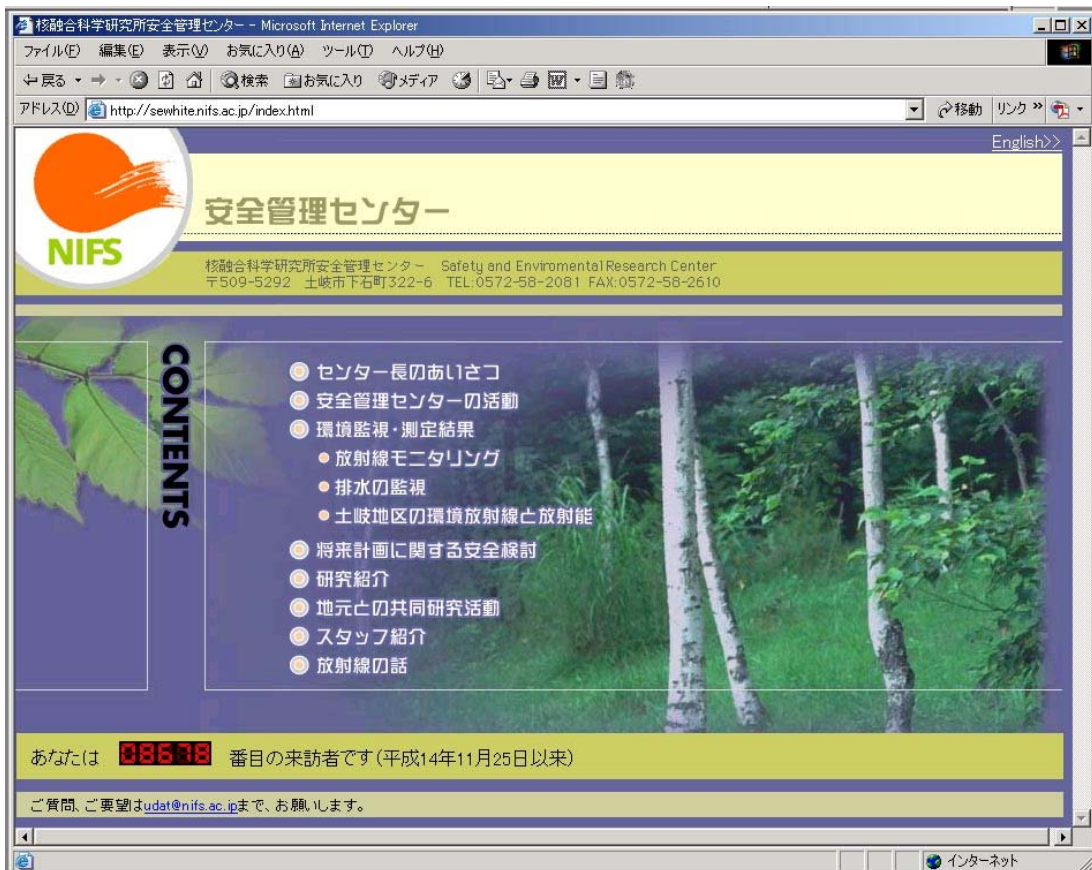 核融合科学研究所安全管理センター - Microsoft Internet Explorer
ファイル(F) 編集(E) 表示(V) お気に入り(A) ツール(T) ヘルプ(H)
戻る 検索 お気に入り メディア
アドレス(D) http://sewhite.nifs.ac.jp/index.html 移動 リンク »
English>>
安全管理センター
NIFS
核融合科学研究所安全管理センター Safety and Enviromental Research Center
〒509-5292 土岐市下石町322-6 TEL:0572-58-2081 FAX:0572-58-2610
CONTENTS
センター長のあいさつ
安全管理センターの活動
環境監視・測定結果
放射線モニタリング
排水の監視
土岐地区の環境放射線と放射能
将来計画に関する安全検討
研究紹介
地元との共同研究活動
スタッフ紹介
放射線の話
あなたは 08678 番目の来訪者です(平成14年11月25日以来)
ご質問、ご要望はudat@nifs.ac.jpまで、お願いします。
インターネット